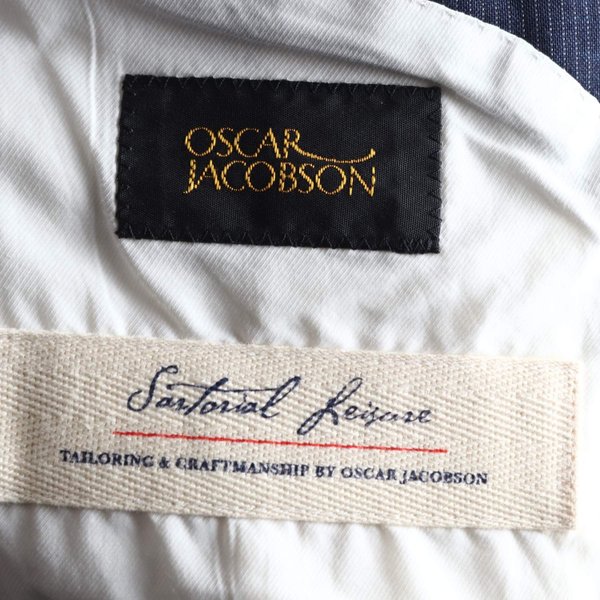 OSCAR
JACOBSON
Sartorial Leisure
TAILORING & CRAFTMANSHIP BY OSCAR JACOBSON